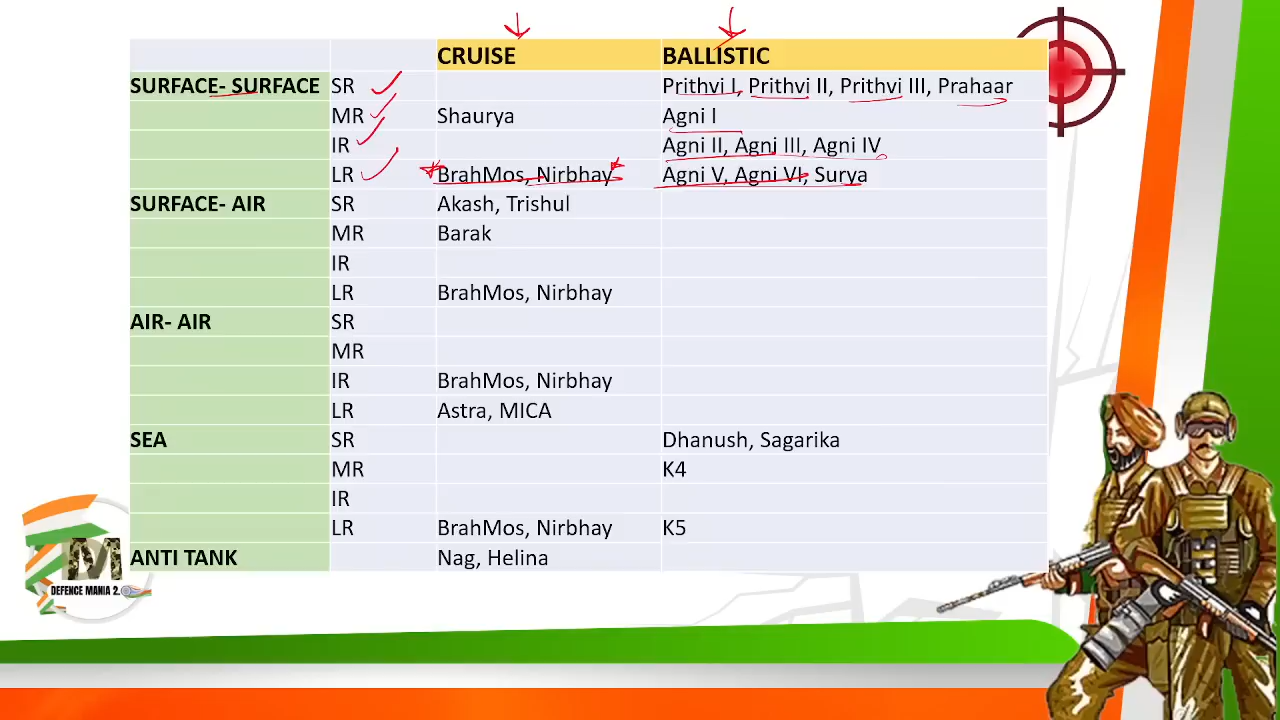 CRUISE BALLISTIC
SURFACE- SURFACE SR Prithvi I, Prithvi II, Prithvi III, Prahaar
MR Shaurya Agni I
IR Agni II, Agni III, Agni IV
LR BrahMos, Nirbhay Agni V, Agni VI, Surya
SURFACE- AIR SR Akash, Trishul
MR Barak
IR
LR BrahMos, Nirbhay
AIR- AIR SR
MR
IR BrahMos, Nirbhay
LR Astra, MICA
SEA SR Dhanush, Sagarika
MR K4
IR
LR BrahMos, Nirbhay K5
ANTI TANK Nag, Helina
M
DEFENCE MANIA 2.